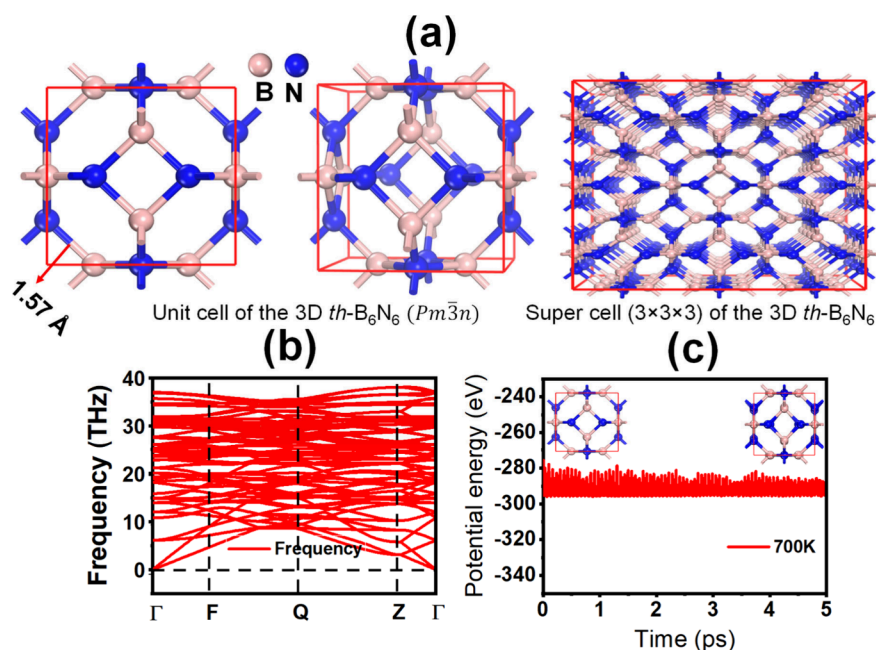 (a)
B N
1.57 Å
Unit cell of the 3D th-B₆N₆ (Pm3̅n)
Super cell (3×3×3) of the 3D th-B₆N₆
(b)
(c)
Frequency (THz)
40
30
20
10
0
Frequency
Γ F Q Z Γ
Potential energy (eV)
-240
-260
-280
-300
-320
-340
700K
0 1 2 3 4 5
Time (ps)